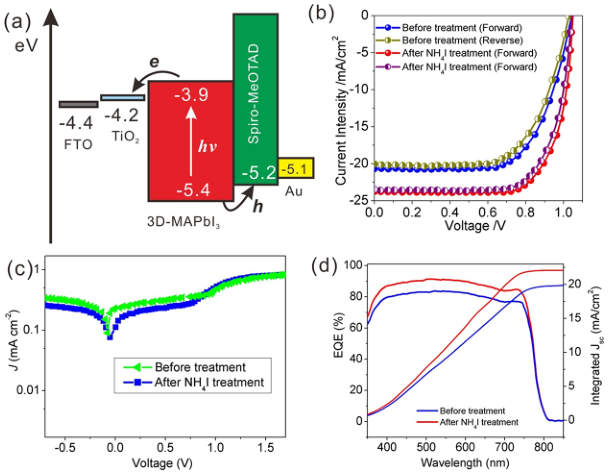 (a)
eV
-4.4
FTO
-4.2
TiO₂
e
-3.9
hν
-5.4
3D-MAPbI₃
Spiro-MeOTAD
-5.2
h
-5.1
Au
(b)
Before treatment (Forward)
Before treatment (Reverse)
After NH₄I treatment (Forward)
After NH₄I treatment (Forward)
Current Intensity /mA/cm²
0
-5
-10
-15
-20
-25
0.0 0.2 0.4 0.6 0.8 1.0
Voltage /V
(c)
J (mA cm⁻²)
1
0.1
0.01
Before treatment
After NH₄I treatment
0.0 0.5 1.0 1.5
Voltage (V)
(d)
EQE (%)
100
80
60
40
20
0
Before treatment
After NH₄I treatment
400 500 600 700 800
Wavelength (nm)
20
15
10
5
0
Integrated Jsc